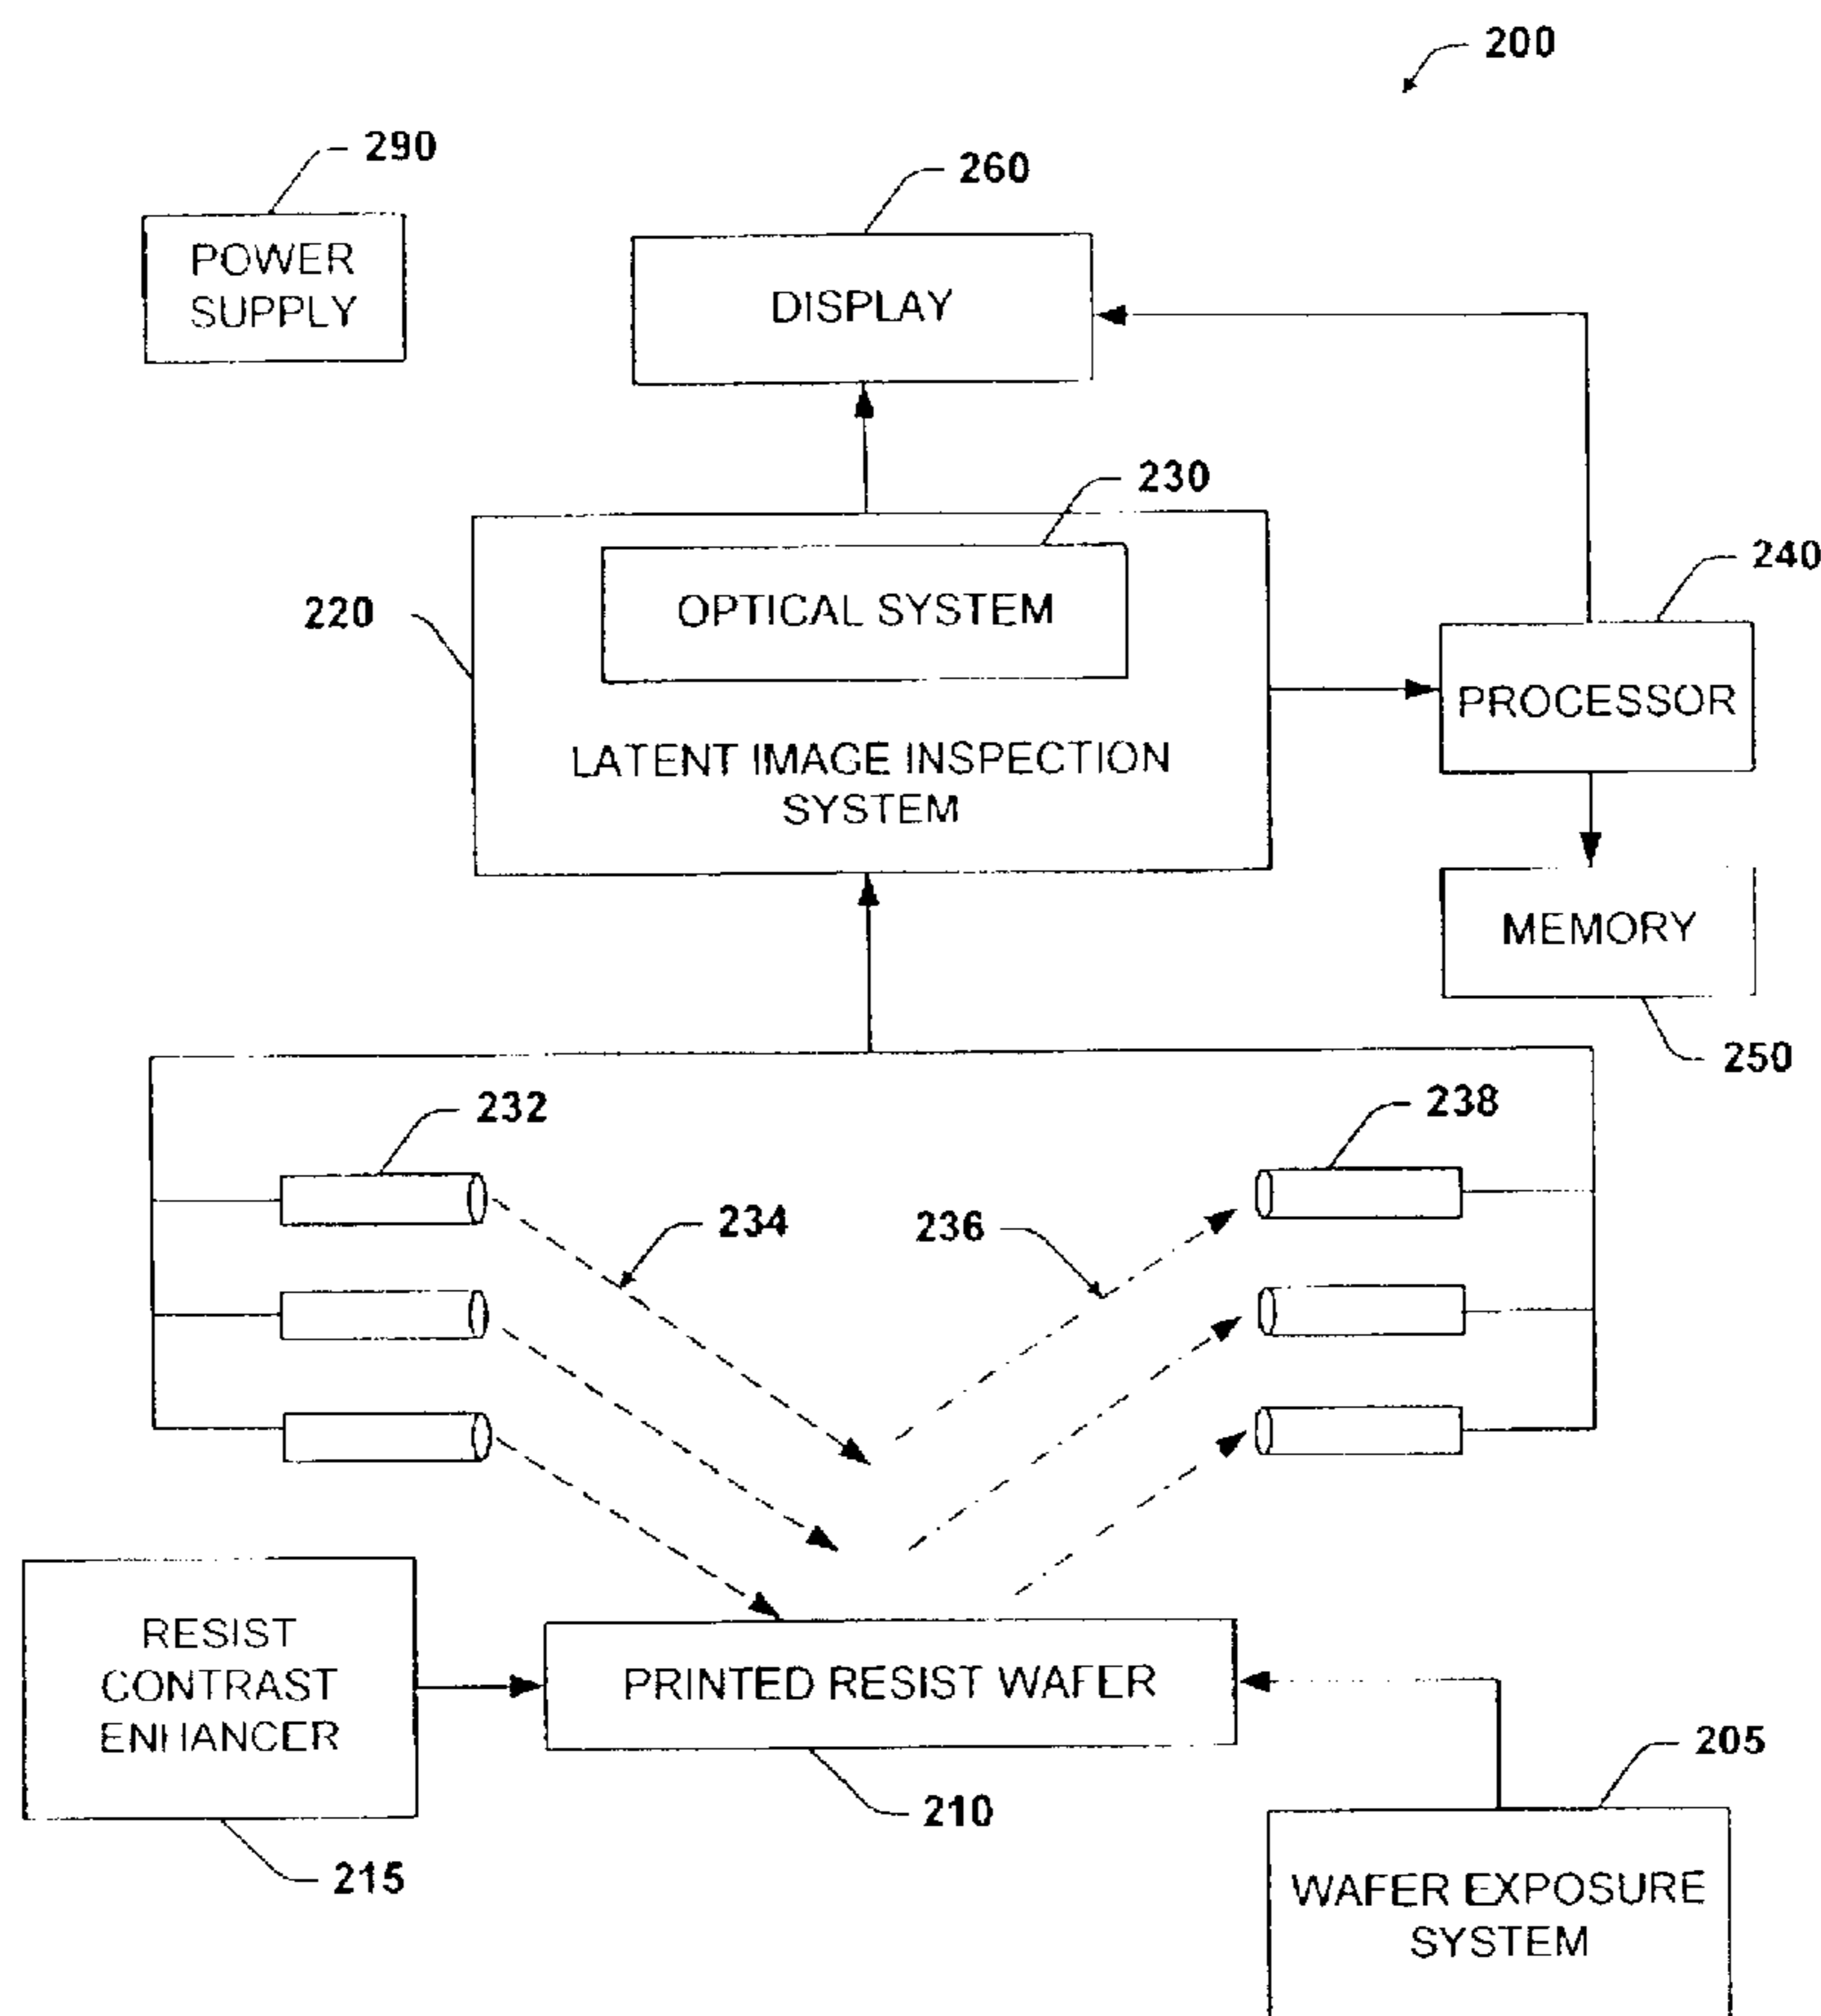 200
290
260
POWER
SUPPLY
DISPLAY
230
OPTICAL SYSTEM
240
220
PROCESSOR
LATENT IMAGE INSPECTION
SYSTEM
MEMORY
250
232
238
234
236
RESIST
CONTRAST
ENHANCER
PRINTED RESIST WAFER
205
210
215
WAFER EXPOSURE
SYSTEM